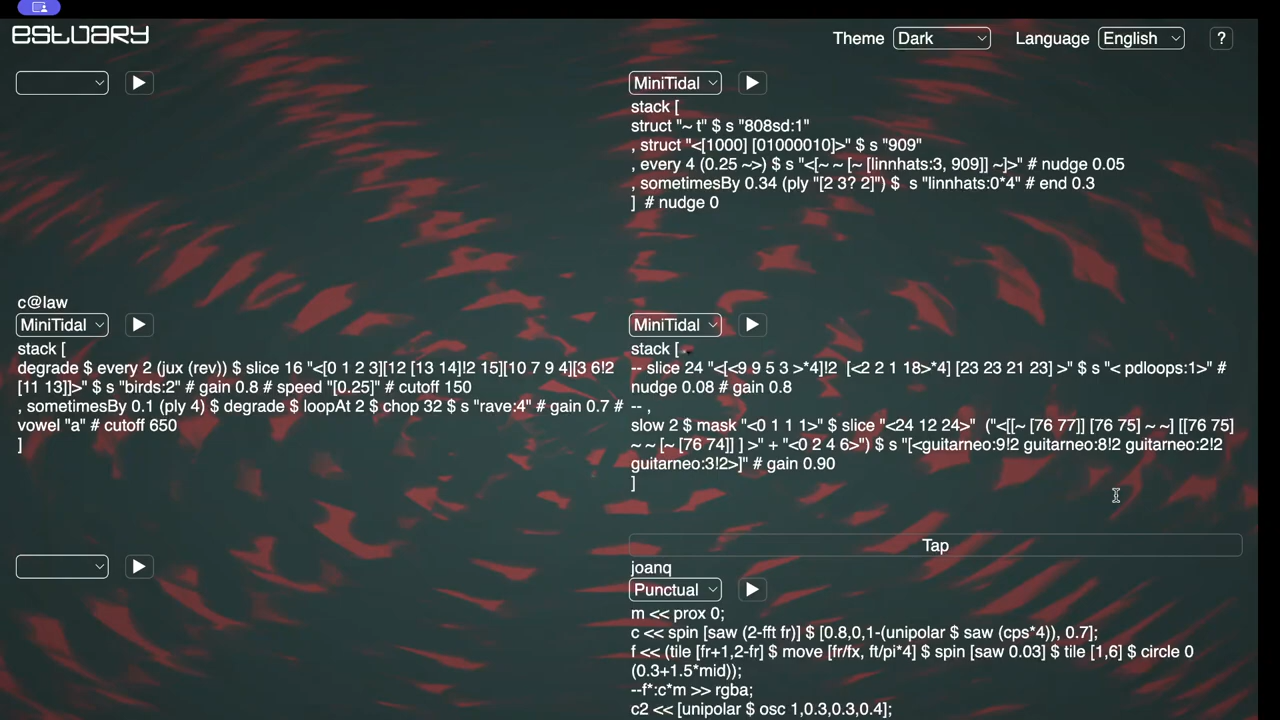 estuary
Theme Dark Language English ?
MiniTidal
stack [
struct "~ t" $ s "808sd:1"
, struct "<[1000] [01000010]>" $ s "909"
, every 4 (0.25 ~>) $ s "<[~ ~ [~ [linnhats:3, 909]] ~]>" # nudge 0.05
, sometimesBy 0.34 (ply "[2 3? 2]") $  s "linnhats:0*4" # end 0.3
]  # nudge 0
c@law
MiniTidal
stack [
degrade $ every 2 (jux (rev)) $ slice 16 "<[0 1 2 3][12 [13 14]!2 15][10 7 9 4][3 6!2
[11 13]]>" $ s "birds:2" # gain 0.8 # speed "[0.25]" # cutoff 150
, sometimesBy 0.1 (ply 4) $ degrade $ loopAt 2 $ chop 32 $ s "rave:4" # gain 0.7 #
vowel "a" # cutoff 650
]
MiniTidal
stack [
-- slice 24 "<[<9 9 5 3 >*4]!2  [<2 2 1 18>*4] [23 23 21 23] >" $ s "< pdloops:1>" #
nudge 0.08 # gain 0.8
-- ,
slow 2 $ mask "<0 1 1 1>" $ slice "<24 12 24>"  ("<[[~ [76 77]] [76 75] ~ ~] [[76 75]
~ ~ [~ [76 74]] ] >" + "<0 2 4 6>") $ s "[<guitarneo:9!2 guitarneo:8!2 guitarneo:2!2
guitarneo:3!2>]" # gain 0.90
]
Tap
joanq
Punctual
m << prox 0;
c << spin [saw (2-fft fr)] $ [0.8,0,1-(unipolar $ saw (cps*4)), 0.7];
f << (tile [fr+1,2-fr] $ move [fr/fx, ft/pi*4] $ spin [saw 0.03] $ tile [1,6] $ circle 0
(0.3+1.5*mid));
--f*:c*m >> rgba;
c2 << [unipolar $ osc 1,0.3,0.3,0.4];